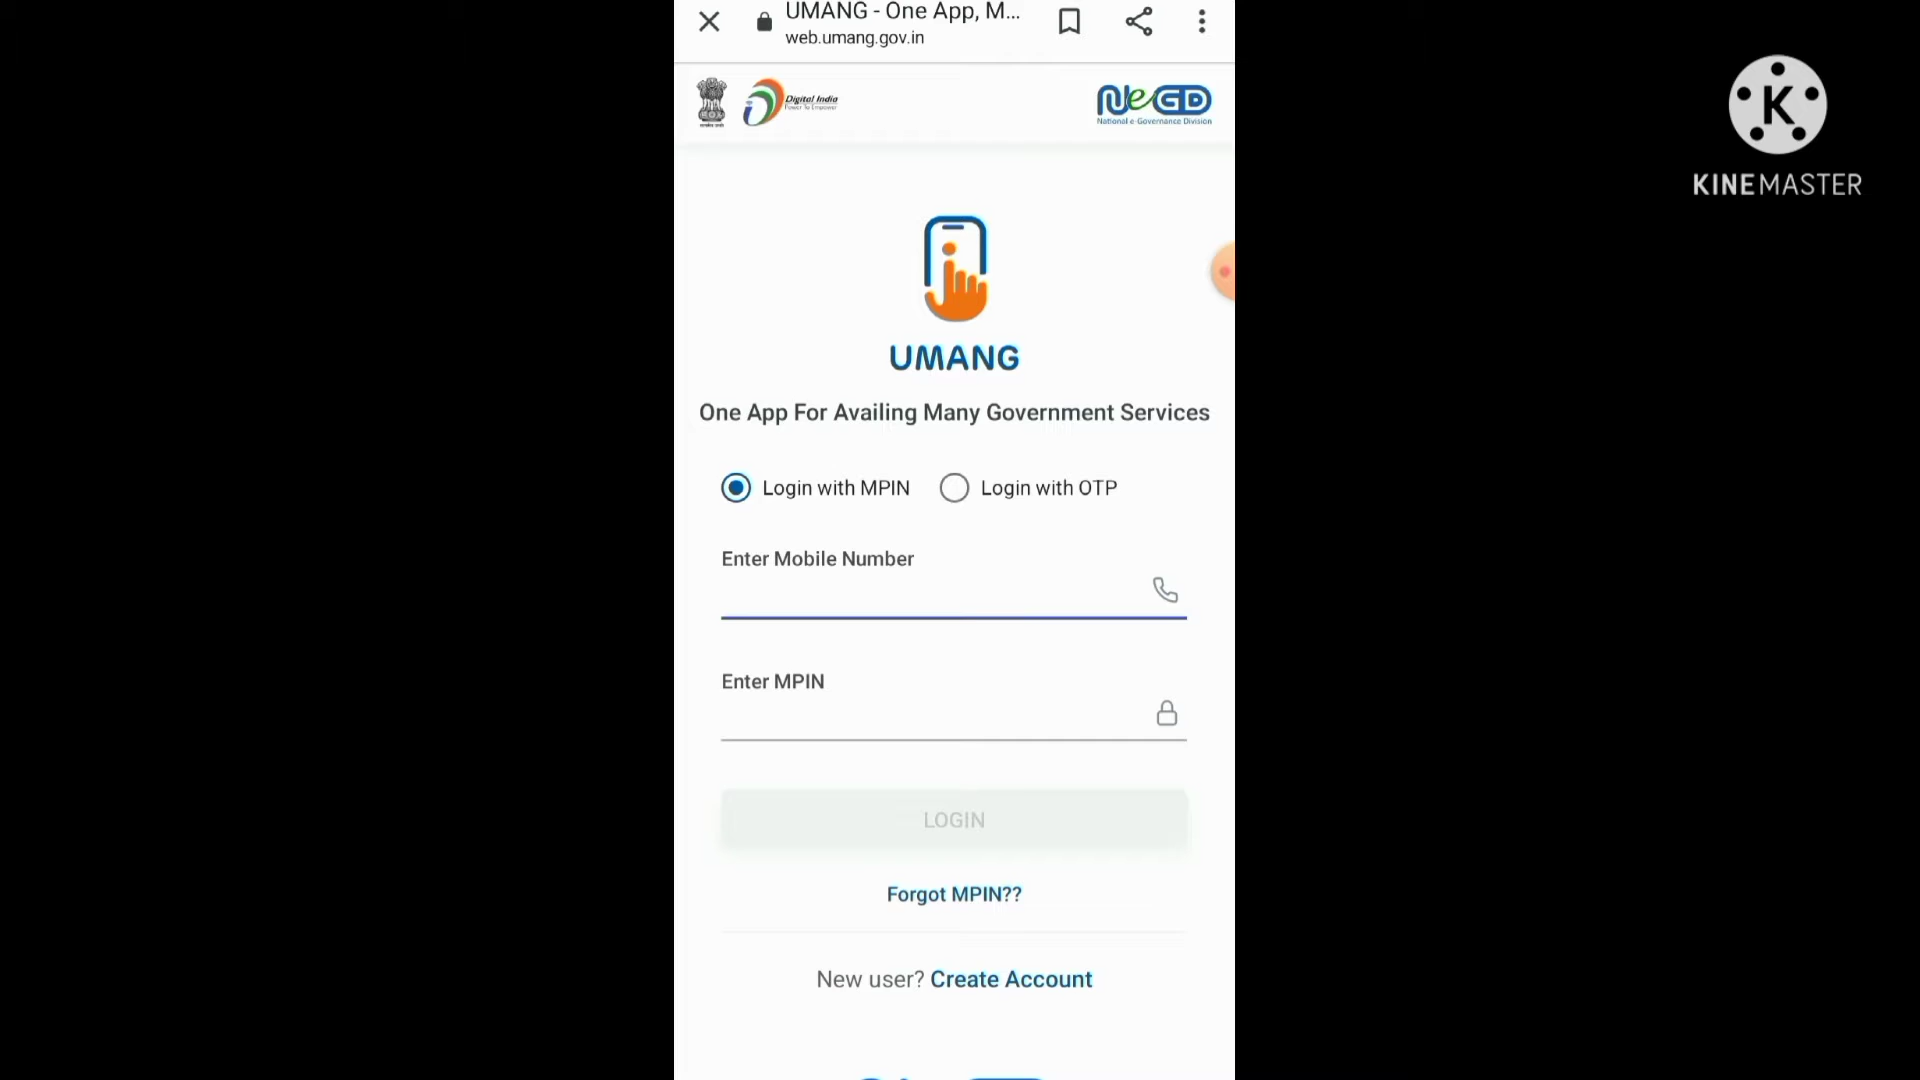 UMANG - One App, M...
web.umang.gov.in
Digital India
Power To Empower
NeGD
National e-Governance Division
K
KINEMASTER
UMANG
One App For Availing Many Government Services
Login with MPIN
Login with OTP
Enter Mobile Number
Enter MPIN
LOGIN
Forgot MPIN??
New user? Create Account